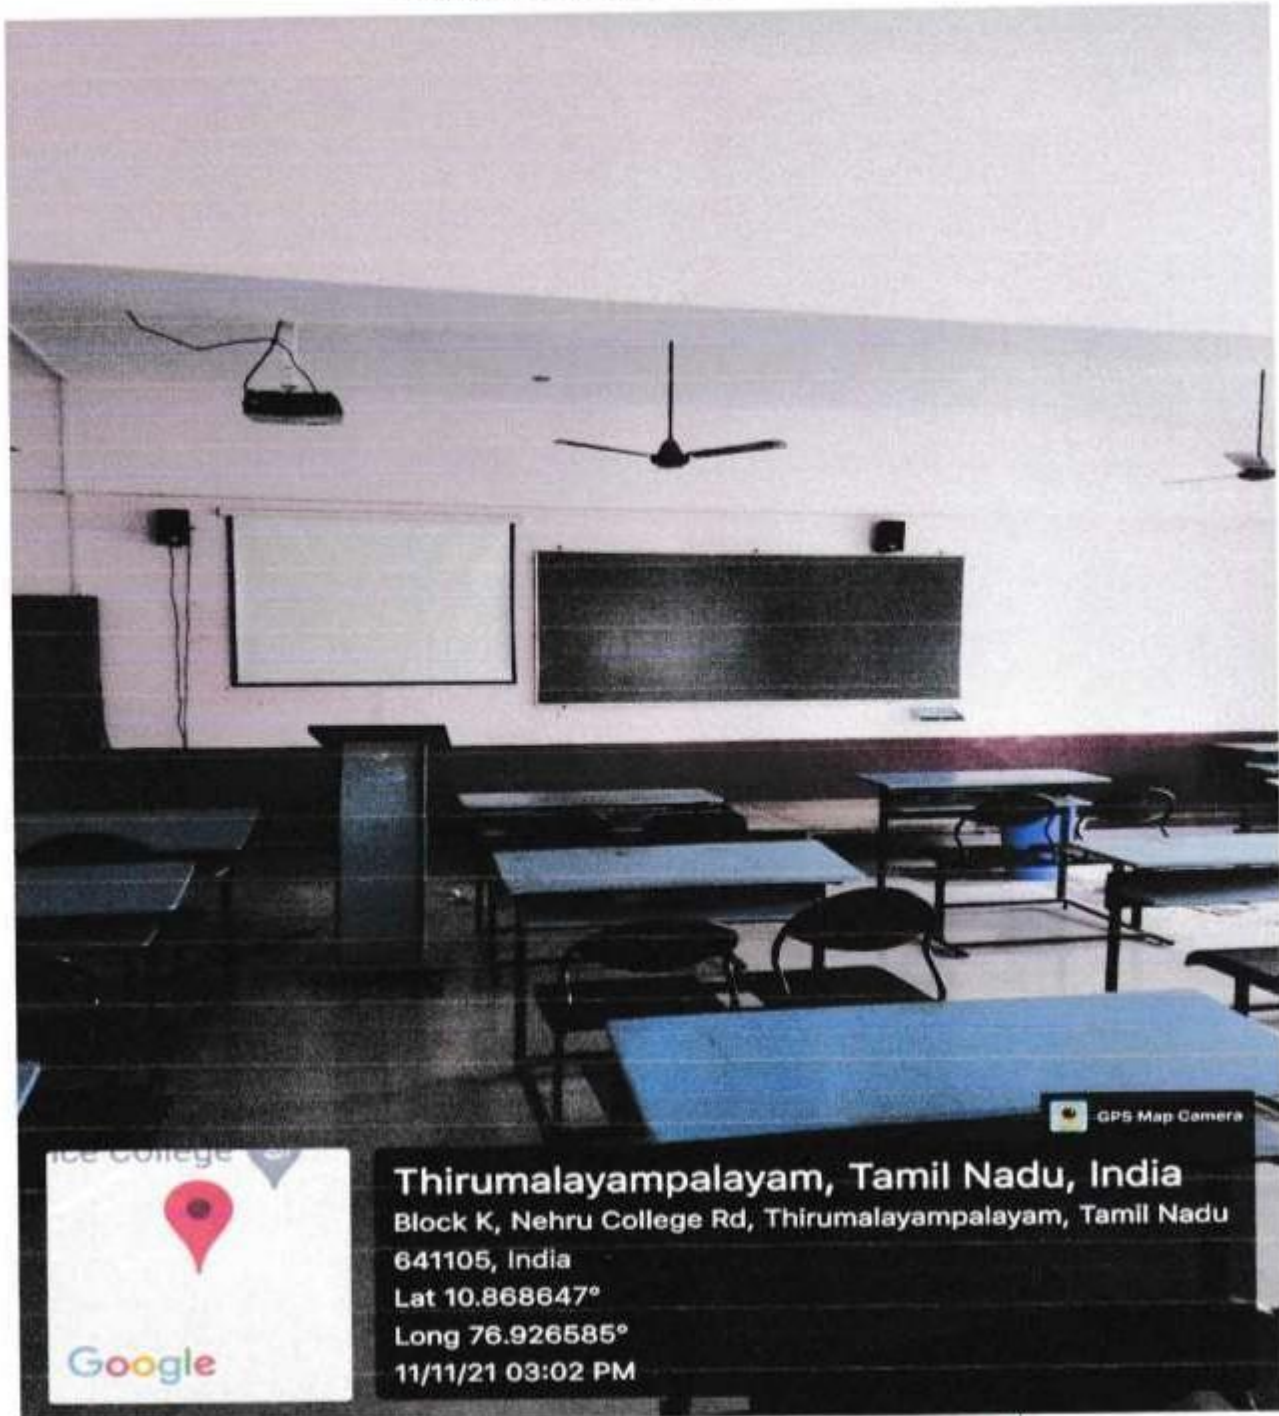 GPS Map Camera
College
Thirumalayampalayam, Tamil Nadu, India
Block K, Nehru College Rd, Thirumalayampalayam, Tamil Nadu
641105, India
Lat 10.868647°
Long 76.926585°
11/11/21 03:02 PM
Google